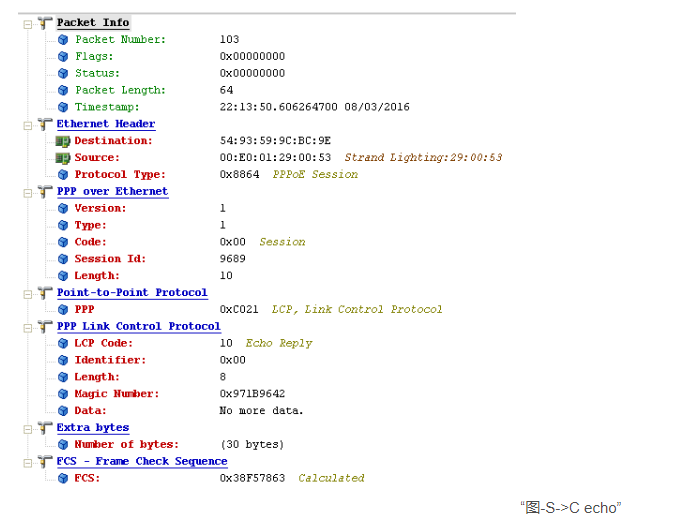 Packet Info
Packet Number: 103
Flags: 0x00000000
Status: 0x00000000
Packet Length: 64
Timestamp: 22:13:50.606264700 08/03/2016
Ethernet Header
Destination: 54:93:59:9C:BC:9E
Source: 00:E0:01:29:00:53 Strand Lighting:29:00:53
Protocol Type: 0x8864 PPPoE Session
PPP over Ethernet
Version: 1
Type: 1
Code: 0x00 Session
Session Id: 9689
Length: 10
Point-to-Point Protocol
PPP 0xC021 LCP, Link Control Protocol
PPP Link Control Protocol
LCP Code: 10 Echo Reply
Identifier: 0x00
Length: 8
Magic Number: 0x971B9642
Data: No more data.
Extra bytes
Number of bytes: (30 bytes)
FCS - Frame Check Sequence
FCS: 0x38F57863 Calculated
“图-S->C echo”